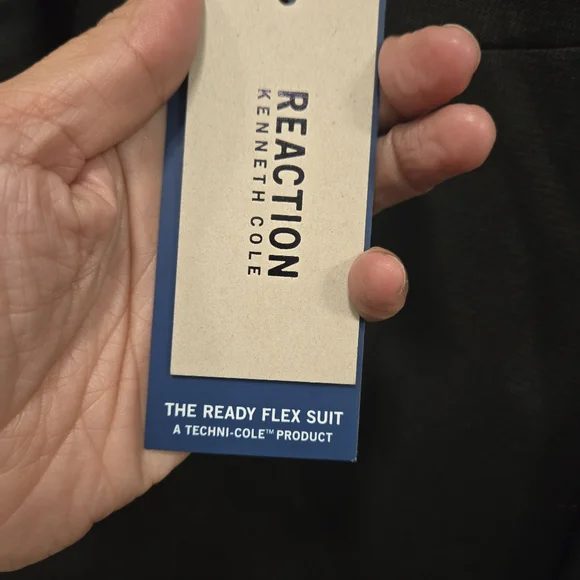 REACTION
KENNETH COLE
THE READY FLEX SUIT
A TECHNI-COLE™ PRODUCT